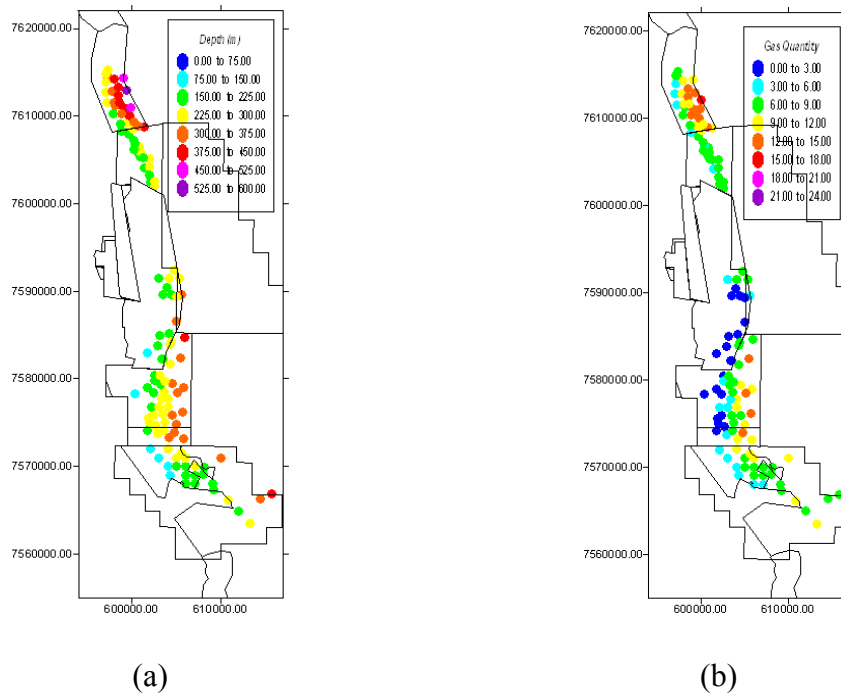 7620000.00
7610000.00
7600000.00
7590000.00
7580000.00
7570000.00
7560000.00
600000.00 610000.00
Depth (m)
0.00 to 75.00
75.00 to 150.00
150.00 to 225.00
225.00 to 300.00
300.00 to 375.00
375.00 to 450.00
450.00 to 525.00
525.00 to 600.00
(a)
7620000.00
7610000.00
7600000.00
7590000.00
7580000.00
7570000.00
7560000.00
600000.00 610000.00
Gas Quantity
0.00 to 3.00
3.00 to 6.00
6.00 to 9.00
9.00 to 12.00
12.00 to 15.00
15.00 to 18.00
18.00 to 21.00
21.00 to 24.00
(b)